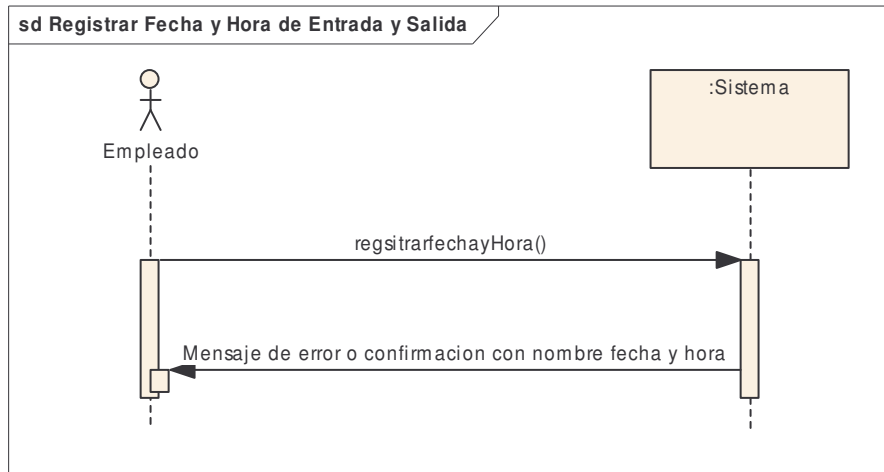 sd Registrar Fecha y Hora de Entrada y Salida
:Sistema
Empleado
regsitrarfechayHora()
Mensaje de error o confirmacion con nombre fecha y hora